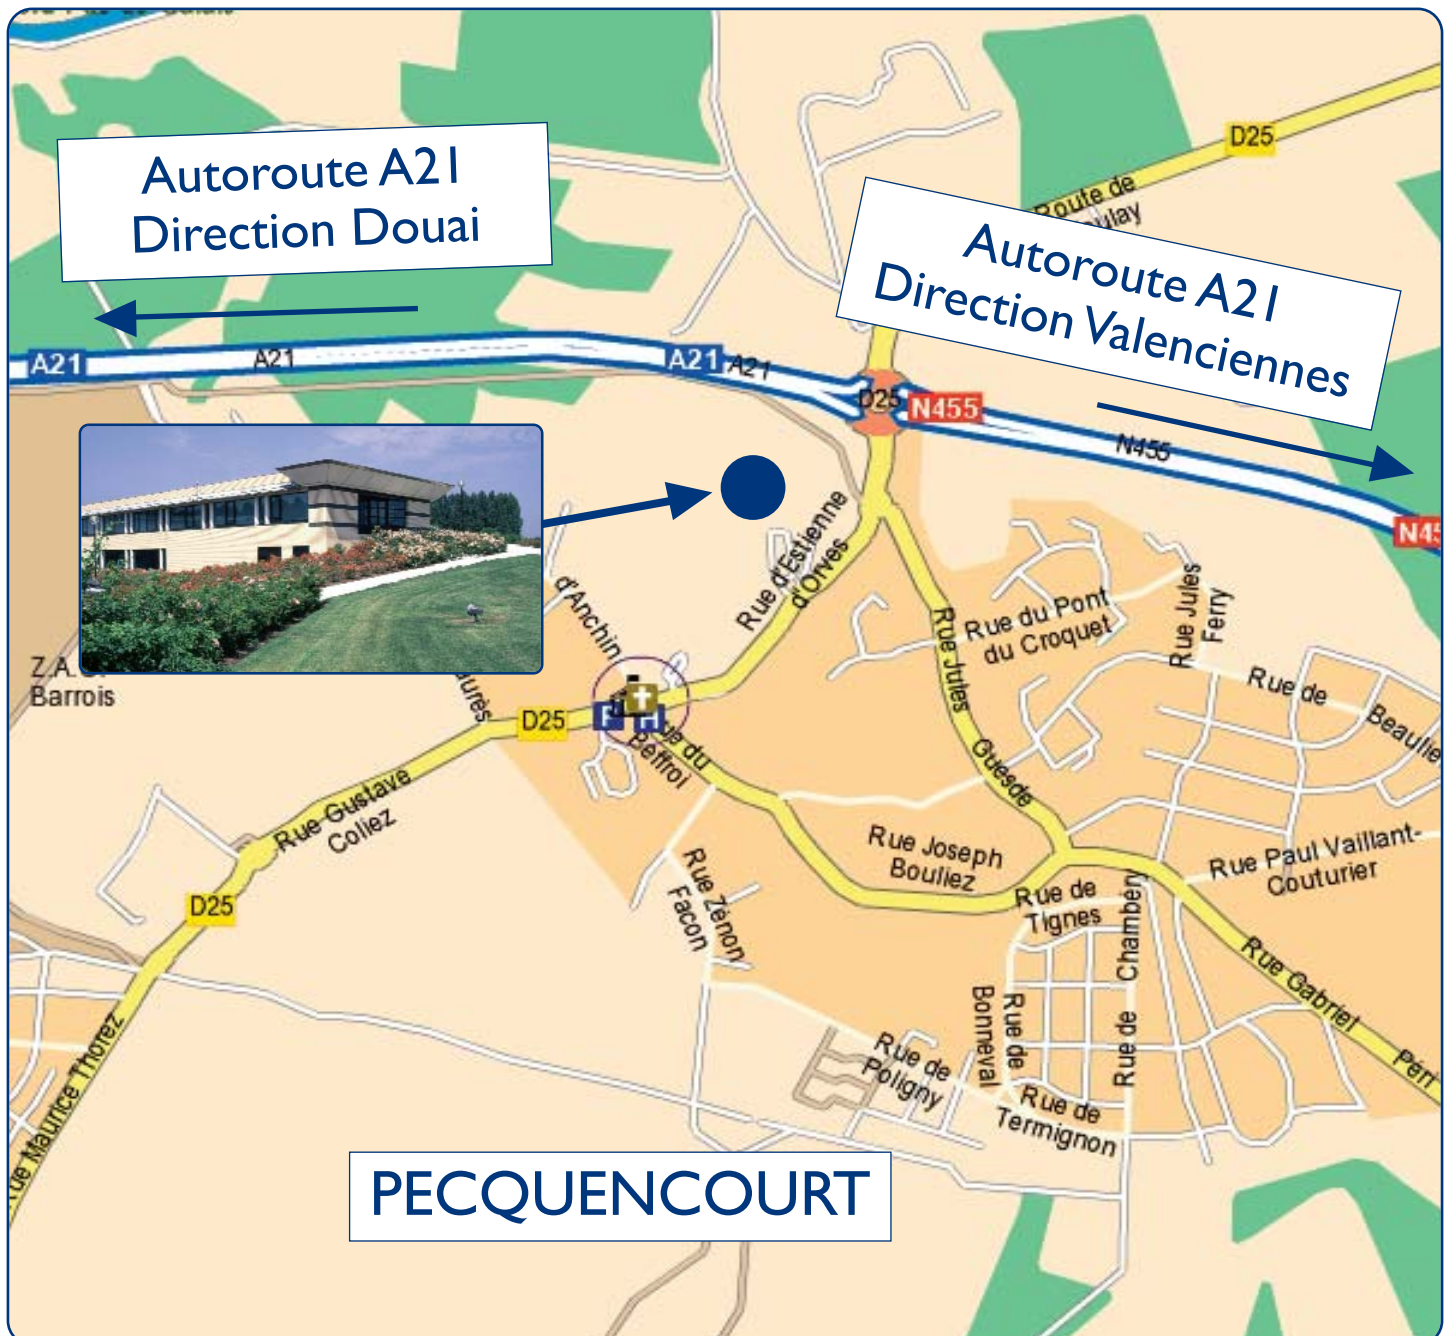 D25
Route de
Autoroute A21
Direction Douai
Autoroute A21
Direction Valenciennes
A21
A21
A21
A21
D25
N455
N455
Rue d'Estienne
d'Orves
d'Anchin
Rue du Pont
du Croquet
Rue Jules
Ferry
Rue Jules
Guesde
Z.A.
Barrois
Rue de
D25
P
H
du
Beffroi
Rue Gustave
Collez
Rue Joseph
Bouliez
Rue Paul Vaillant-
Couturier
Rue Zénon
Facon
Rue de
Tignes
Rue de Chambéry
D25
Rue Gabriel
Péri
Rue de
Bonneval
Rue Maurice Thorez
Rue de
Poligny
Rue de
Termignon
PECQUENCOURT